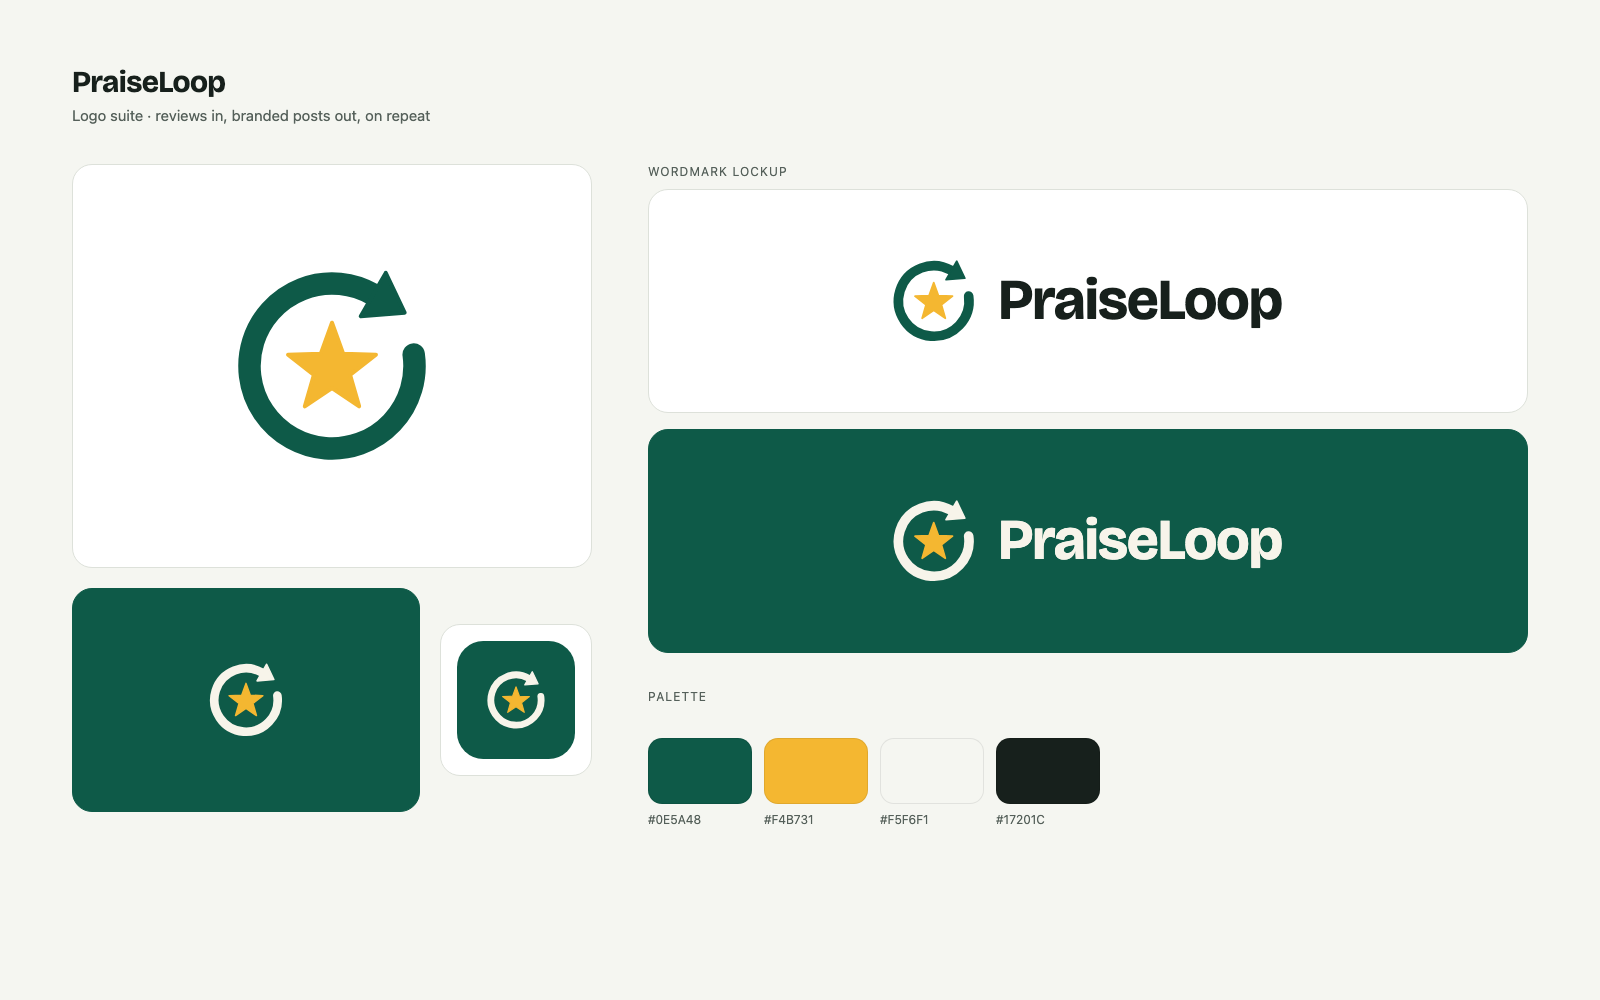 PraiseLoop
Logo suite · reviews in, branded posts out, on repeat
WORDMARK LOCKUP
PraiseLoop
PraiseLoop
PALETTE
#0E5A48
#F4B731
#F5F6F1
#17201C